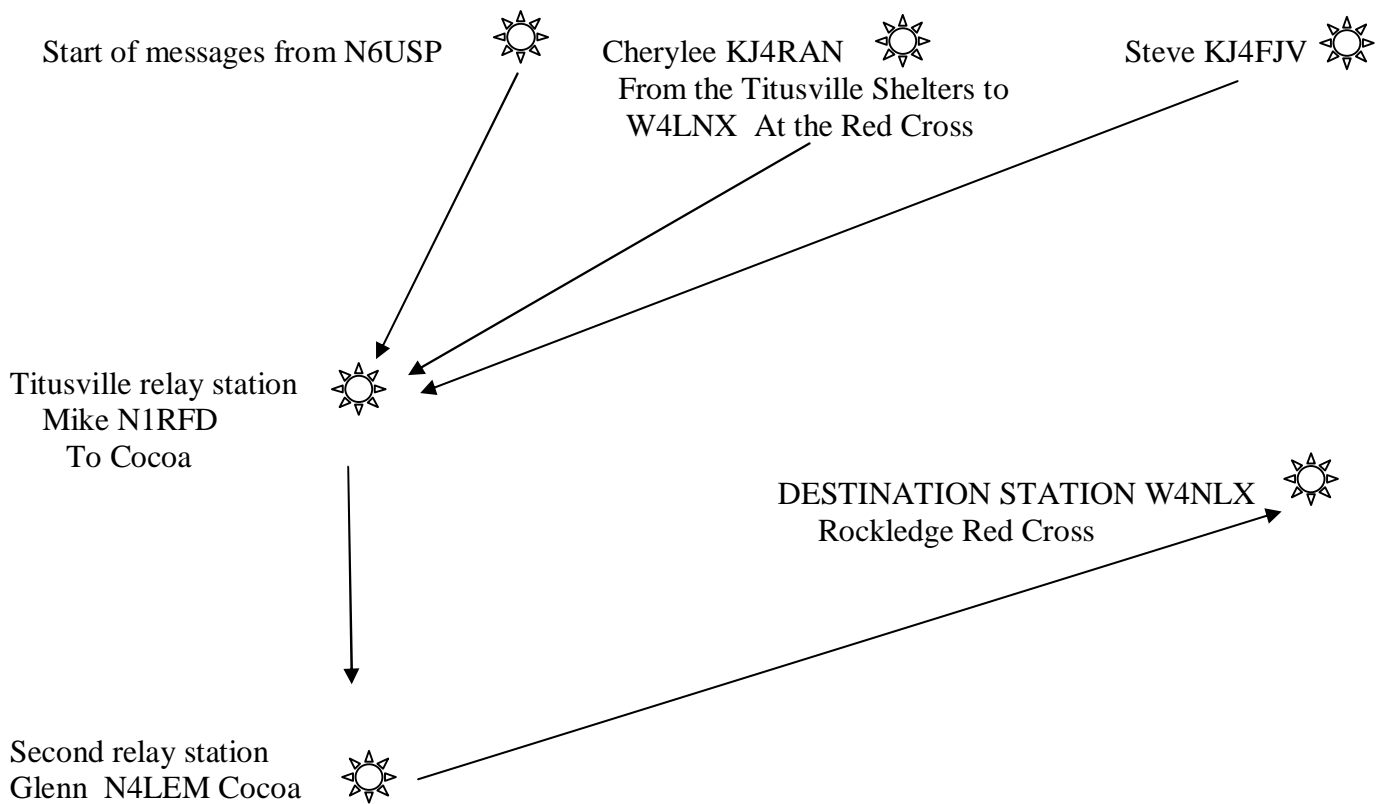 Start of messages from N6USP
Cherylee KJ4RAN
From the Titusville Shelters to
W4LNX At the Red Cross
Steve KJ4FJV
Titusville relay station
Mike N1RFD
To Cocoa
DESTINATION STATION W4NLX
Rockledge Red Cross
Second relay station
Glenn N4LEM Cocoa